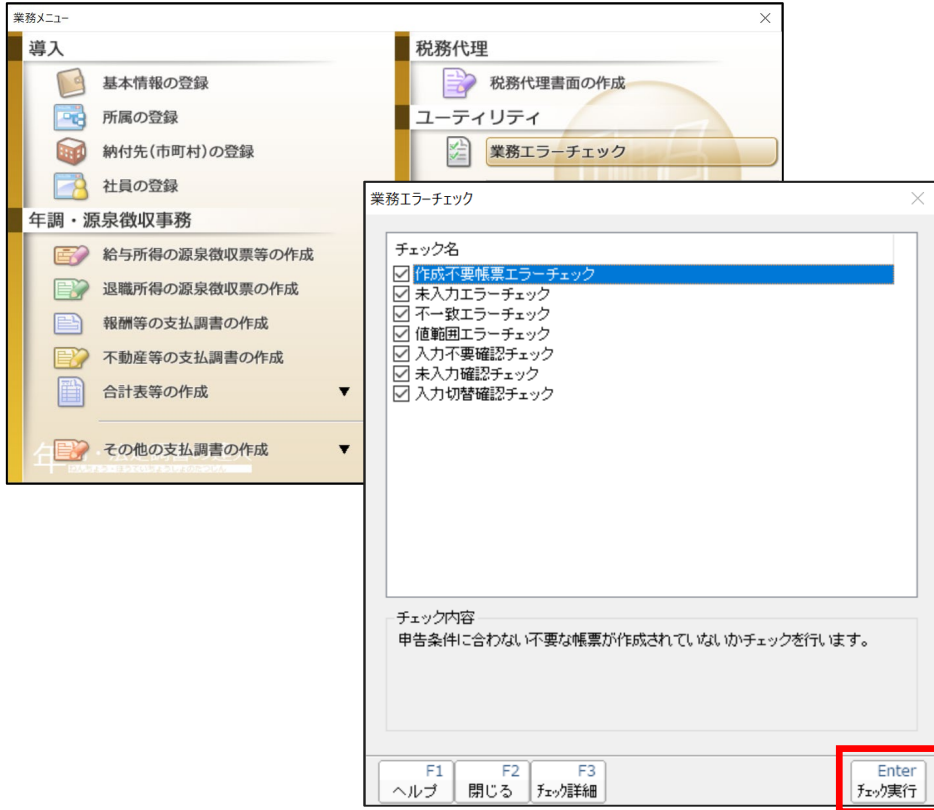 業務メニュー
導入
基本情報の登録
所属の登録
納付先(市町村)の登録
社員の登録
年調・源泉徴収事務
給与所得の源泉徴収票等の作成
退職所得の源泉徴収票の作成
報酬等の支払調書の作成
不動産等の支払調書の作成
合計表等の作成 ▼
その他の支払調書の作成 ▼
税務代理
税務代理書面の作成
ユーティリティ
業務エラーチェック
業務エラーチェック
チェック名
作成不要帳票エラーチェック
未入力エラーチェック
不一致エラーチェック
値範囲エラーチェック
入力不要確認チェック
未入力確認チェック
入力切替確認チェック
チェック内容
申告条件に合わない不要な帳票が作成されていないかチェックを行います。
F1
ヘルプ
F2
閉じる
F3
チェック詳細
Enter
チェック実行